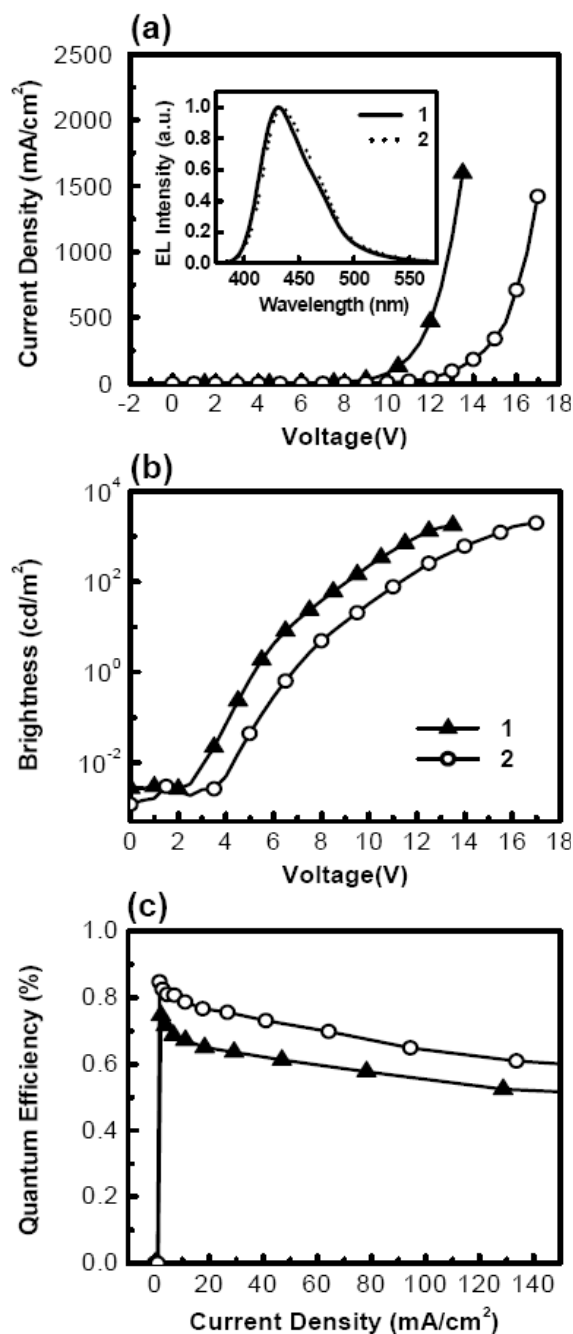 (a)
2500
2000
1500
1000
500
0
Current Density (mA/cm²)
1.0
0.8
0.6
0.4
0.2
0.0
EL Intensity (a.u.)
1
2
400 450 500 550
Wavelength (nm)
-2 0 2 4 6 8 10 12 14 16 18
Voltage(V)
(b)
10⁴
10²
10⁰
10⁻²
Brightness (cd/m²)
1
2
0 2 4 6 8 10 12 14 16 18
Voltage(V)
(c)
1.0
0.8
0.6
0.4
0.2
0.0
Quantum Efficiency (%)
0 20 40 60 80 100 120 140
Current Density (mA/cm²)